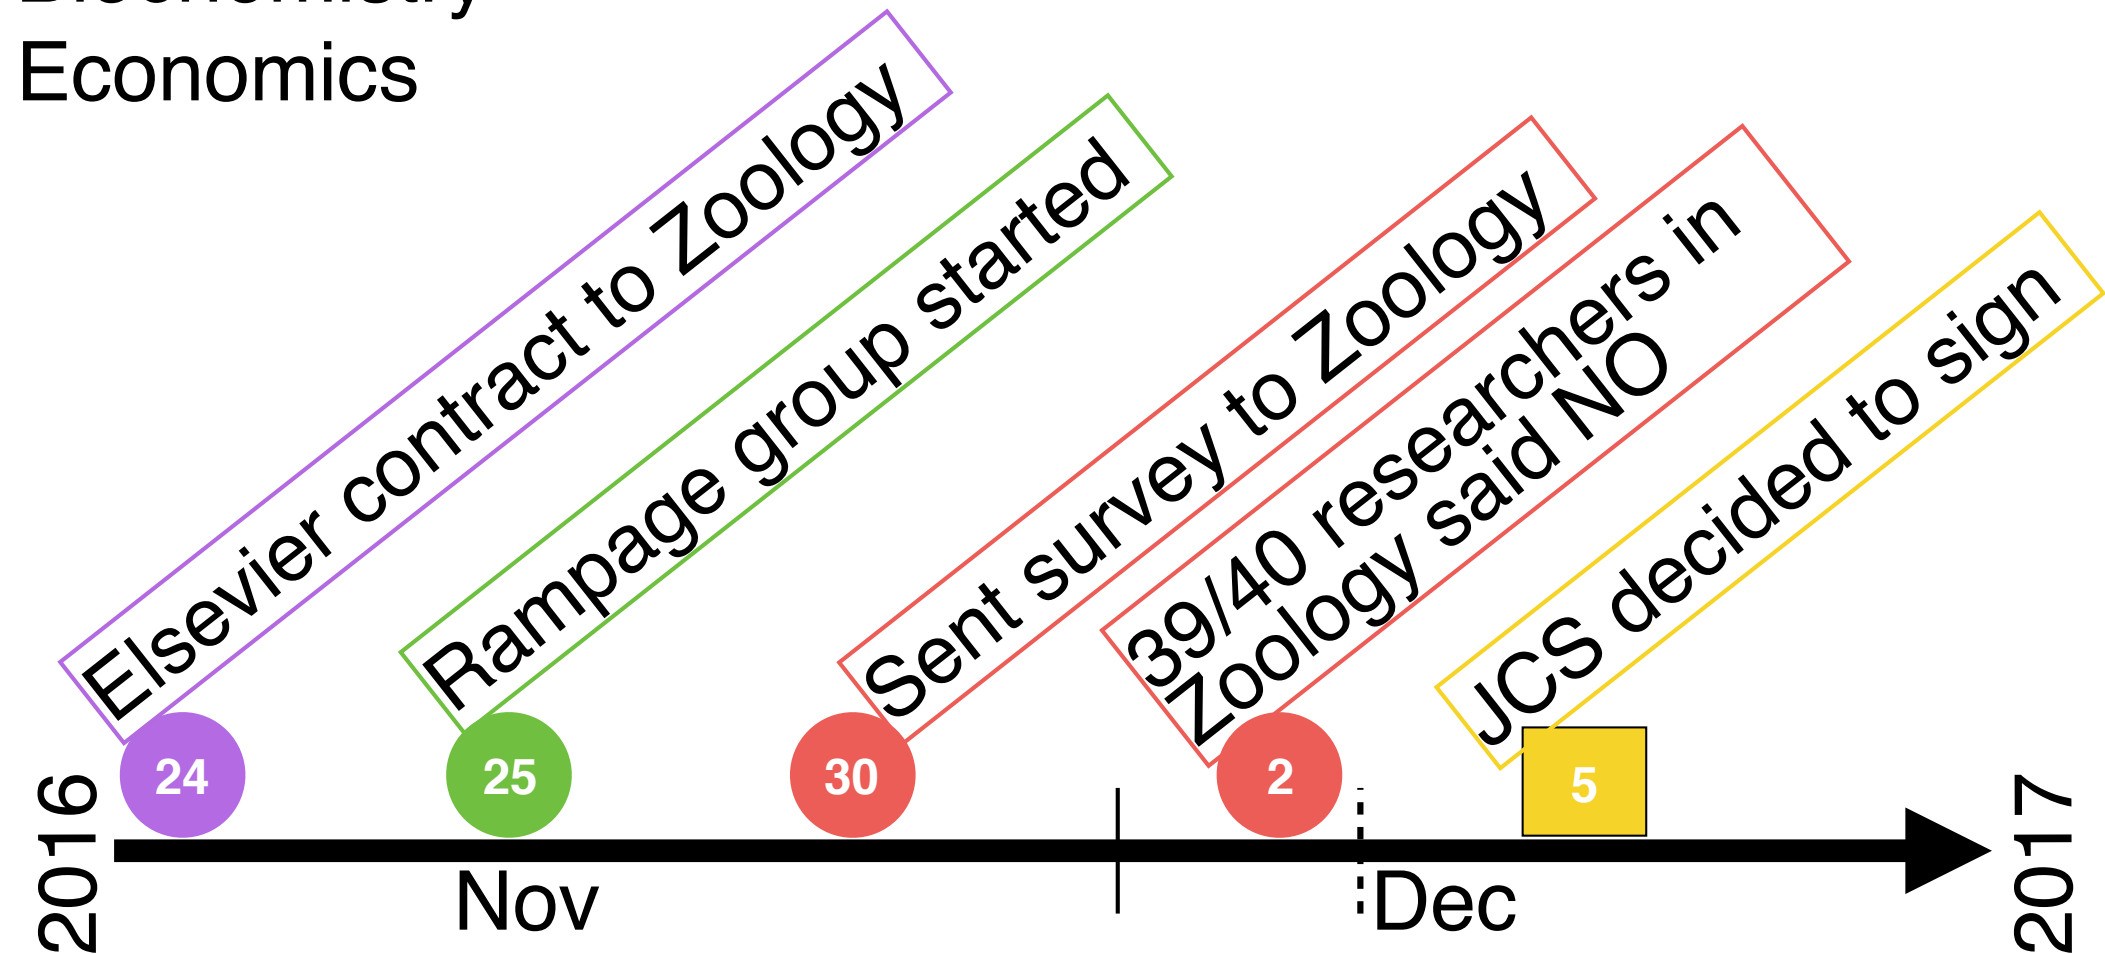 Biochemistry
Economics
Elsevier contract to Zoology
Rampage group started
Sent survey to Zoology
39/40 researchers in
Zoology said NO
JCS decided to sign
24
25
30
2
5
2016
Nov
Dec
2017